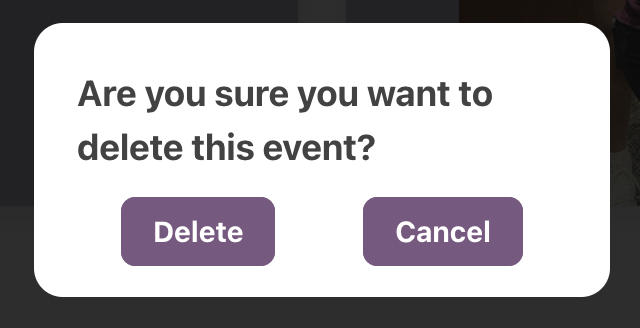 Are you sure you want to
delete this event?
Delete
Cancel